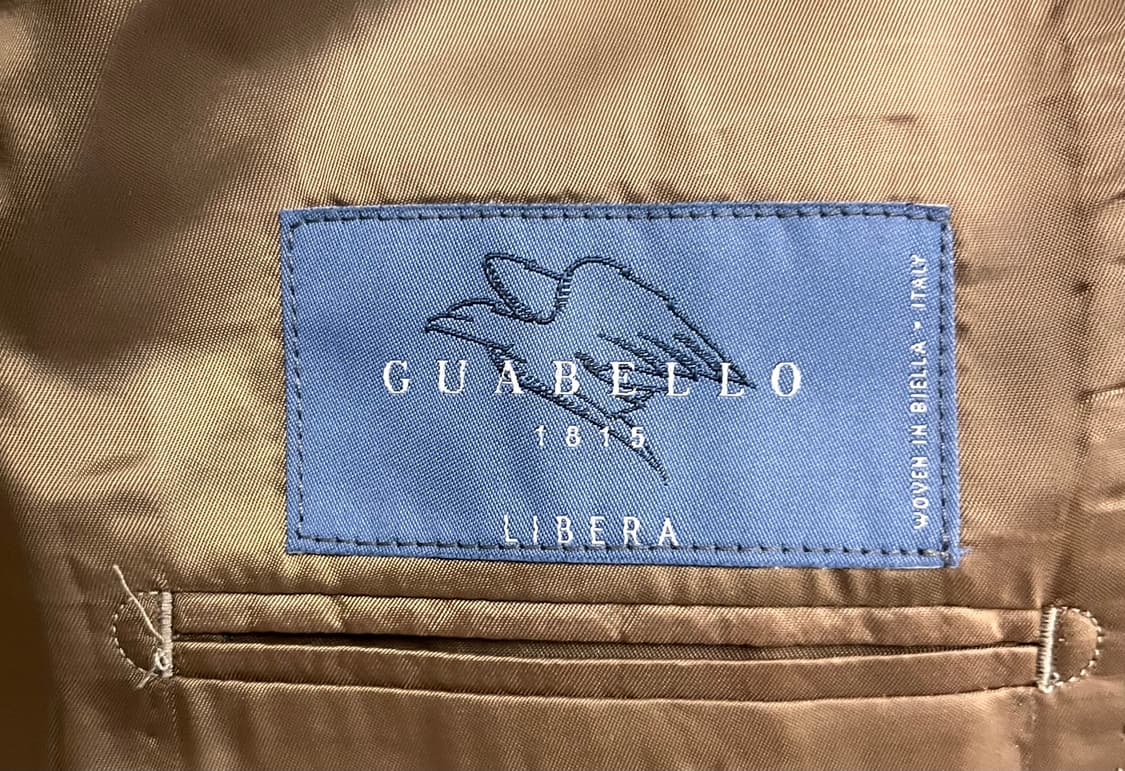 GUABELLO
1815
LIBERA
WOVEN IN BIELLA - ITALY